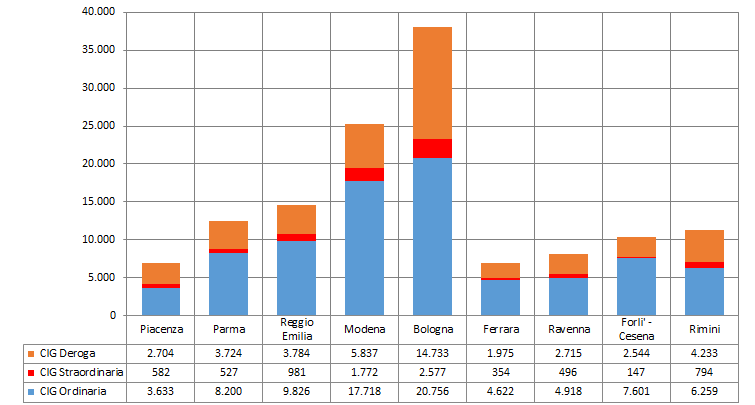 40.000
35.000
30.000
25.000
20.000
15.000
10.000
5.000
0
Piacenza Parma Reggio Emilia Modena Bologna Ferrara Ravenna Forli' - Cesena Rimini
CIG Deroga 2.704 3.724 3.784 5.837 14.733 1.975 2.715 2.544 4.233
CIG Straordinaria 582 527 981 1.772 2.577 354 496 147 794
CIG Ordinaria 3.633 8.200 9.826 17.718 20.756 4.622 4.918 7.601 6.259